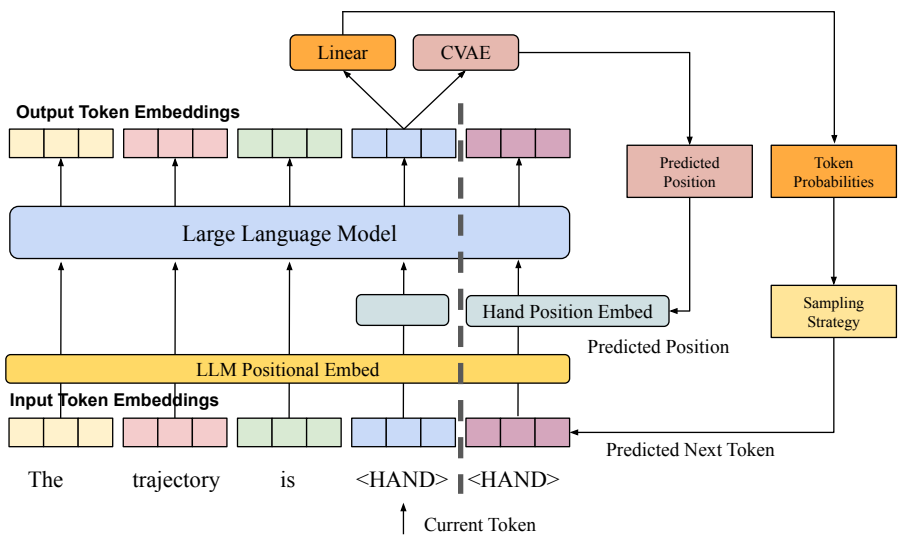 Linear
CVAE
Output Token Embeddings
Predicted
Position
Token
Probabilities
Large Language Model
Hand Position Embed
Sampling
Strategy
Predicted Position
LLM Positional Embed
Input Token Embeddings
Predicted Next Token
The trajectory is <HAND> <HAND>
Current Token